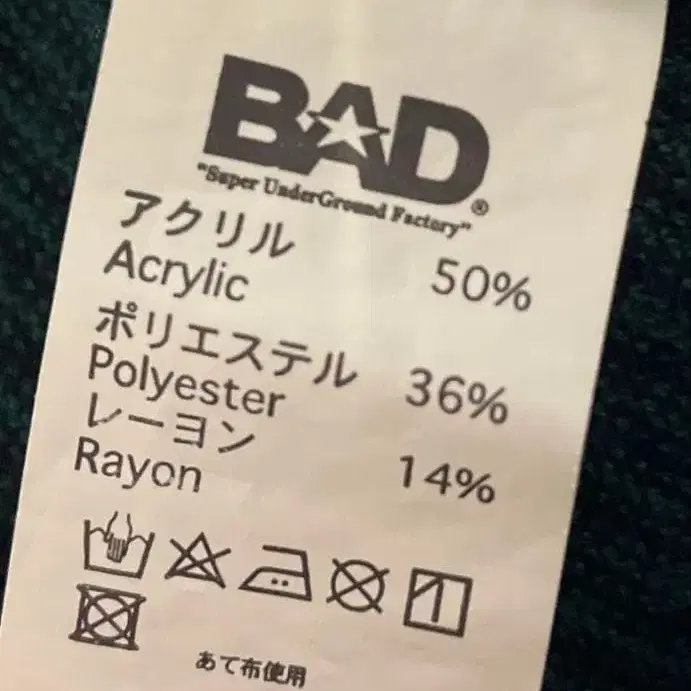 BAD®
"Super UnderGround Factory"
アクリル
Acrylic 50%
ポリエステル
Polyester 36%
レーヨン
Rayon 14%
あて布使用